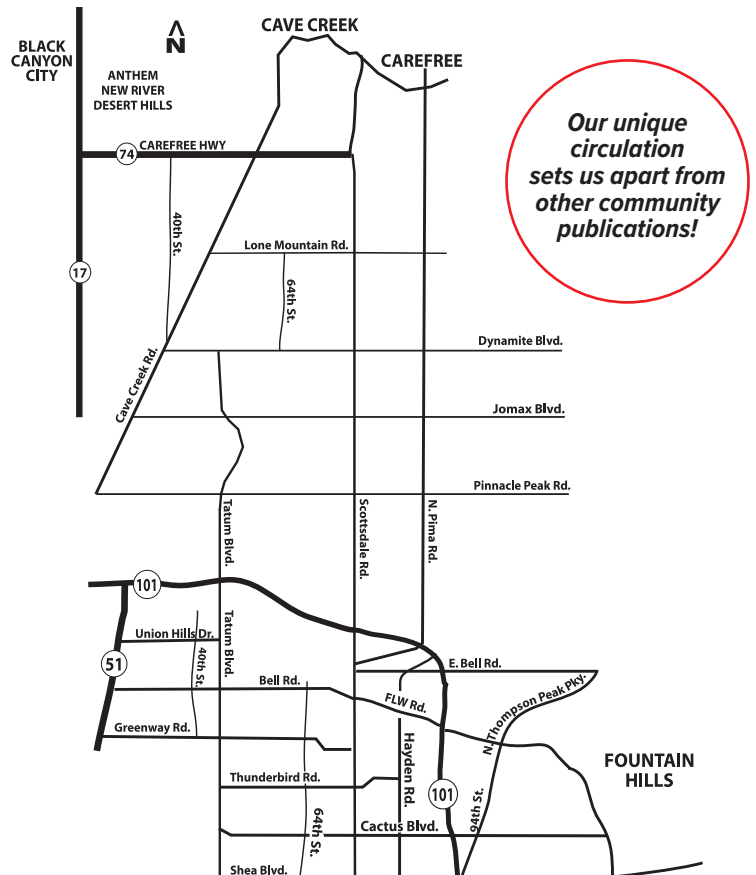 BLACK
CANYON
CITY
N
CAVE CREEK
CAREFREE
ANTHEM
NEW RIVER
DESERT HILLS
Our unique
circulation
sets us apart from
other community
publications!
74
CAREFREE HWY
40th St.
Lone Mountain Rd.
17
64th St.
Dynamite Blvd.
Cave Creek Rd.
Jomax Blvd.
Pinnacle Peak Rd.
Tatum Blvd.
Scottsdale Rd.
N. Pima Rd.
101
Union Hills Dr.
40th St.
Tatum Blvd.
51
E. Bell Rd.
Bell Rd.
FLW Rd.
N. Thompson Peak Pky.
Greenway Rd.
Hayden Rd.
FOUNTAIN
HILLS
Thunderbird Rd.
101
64th St.
94th St.
Cactus Blvd.
Shea Blvd.